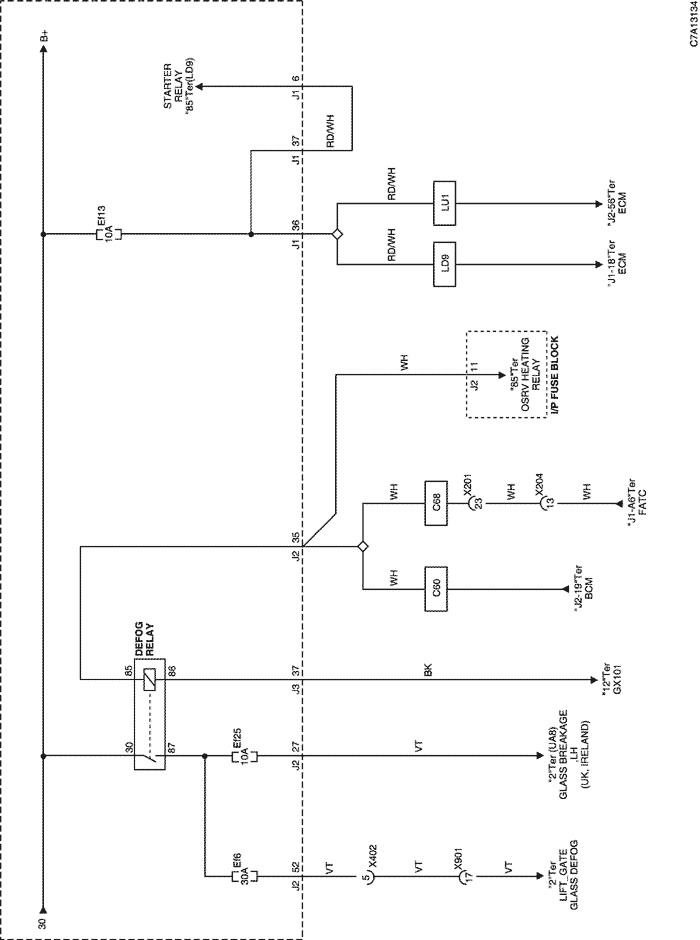 30
B+
Ef13
10A
DEFOG
RELAY
30
85
87
86
STARTER
RELAY
"85"Ter(LD9)
Ef6
30A
Ef25
10A
J2 52
J2 27
J3 37
J2 35
J1 36
J1 37
J1 6
VT
RD/WH
5
X402
VT
VT
BK
WH
WH
WH
RD/WH
RD/WH
C60
C68
LD9
LU1
17
X901
23
X201
J2 11
VT
WH
"85"Ter
OSRV HEATING
RELAY
I/P FUSE BLOCK
13
X204
WH
"2"Ter
LIFT GATE
GLASS DEFOG
"2"Ter (UA8)
GLASS BREAKAGE
.LH
(UK, IRELAND)
"12"Ter
GX101
"J2-19"Ter
BCM
"J1-A6"Ter
FATC
"J1-18"Ter
ECM
"J2-56"Ter
ECM
C7A13134